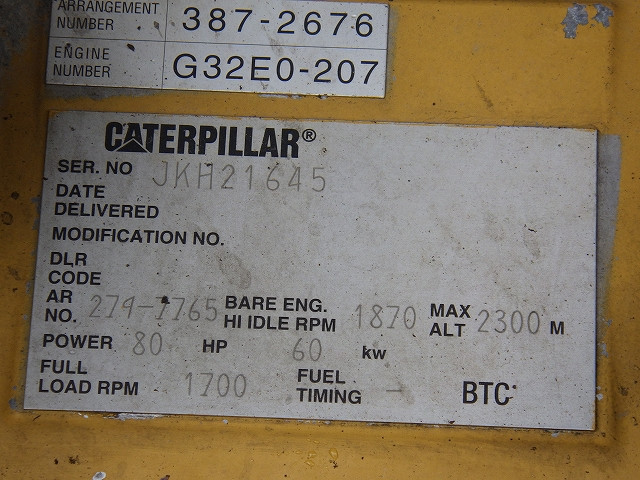 ARRANGEMENT NUMBER 387-2676
ENGINE NUMBER G32E0-207
CATERPILLAR®
SER. NO JKH21645
DATE DELIVERED
MODIFICATION NO.
DLR CODE
AR NO. 274-7765 BARE ENG. HI IDLE RPM 1870 MAX ALT 2300 M
POWER 80 HP 60 kw
FULL LOAD RPM 1700 FUEL TIMING - BTC